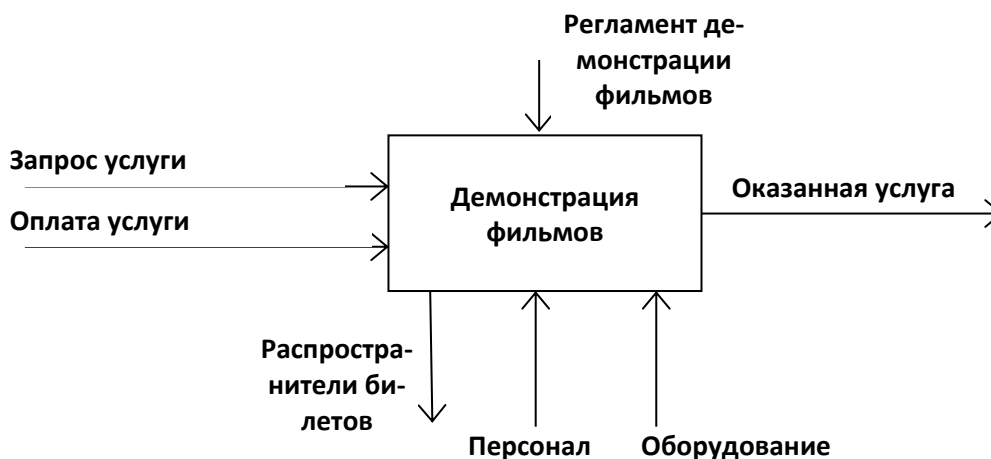 Регламент де-
монстрации
фильмов
Запрос услуги
Оплата услуги
Демонстрация
фильмов
Оказанная услуга
Распростра-
нители би-
летов
Персонал
Оборудование